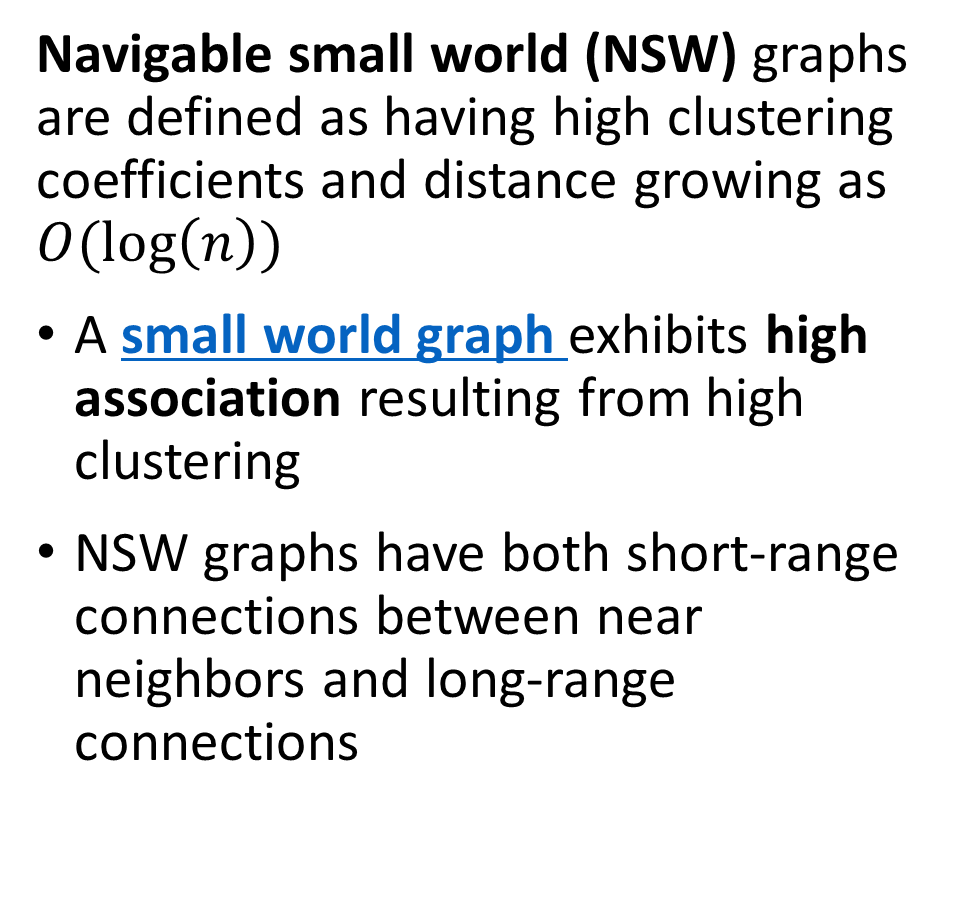 Navigable small world (NSW) graphs
are defined as having high clustering
coefficients and distance growing as
O(log(n))
• A small world graph exhibits high
association resulting from high
clustering
• NSW graphs have both short-range
connections between near
neighbors and long-range
connections